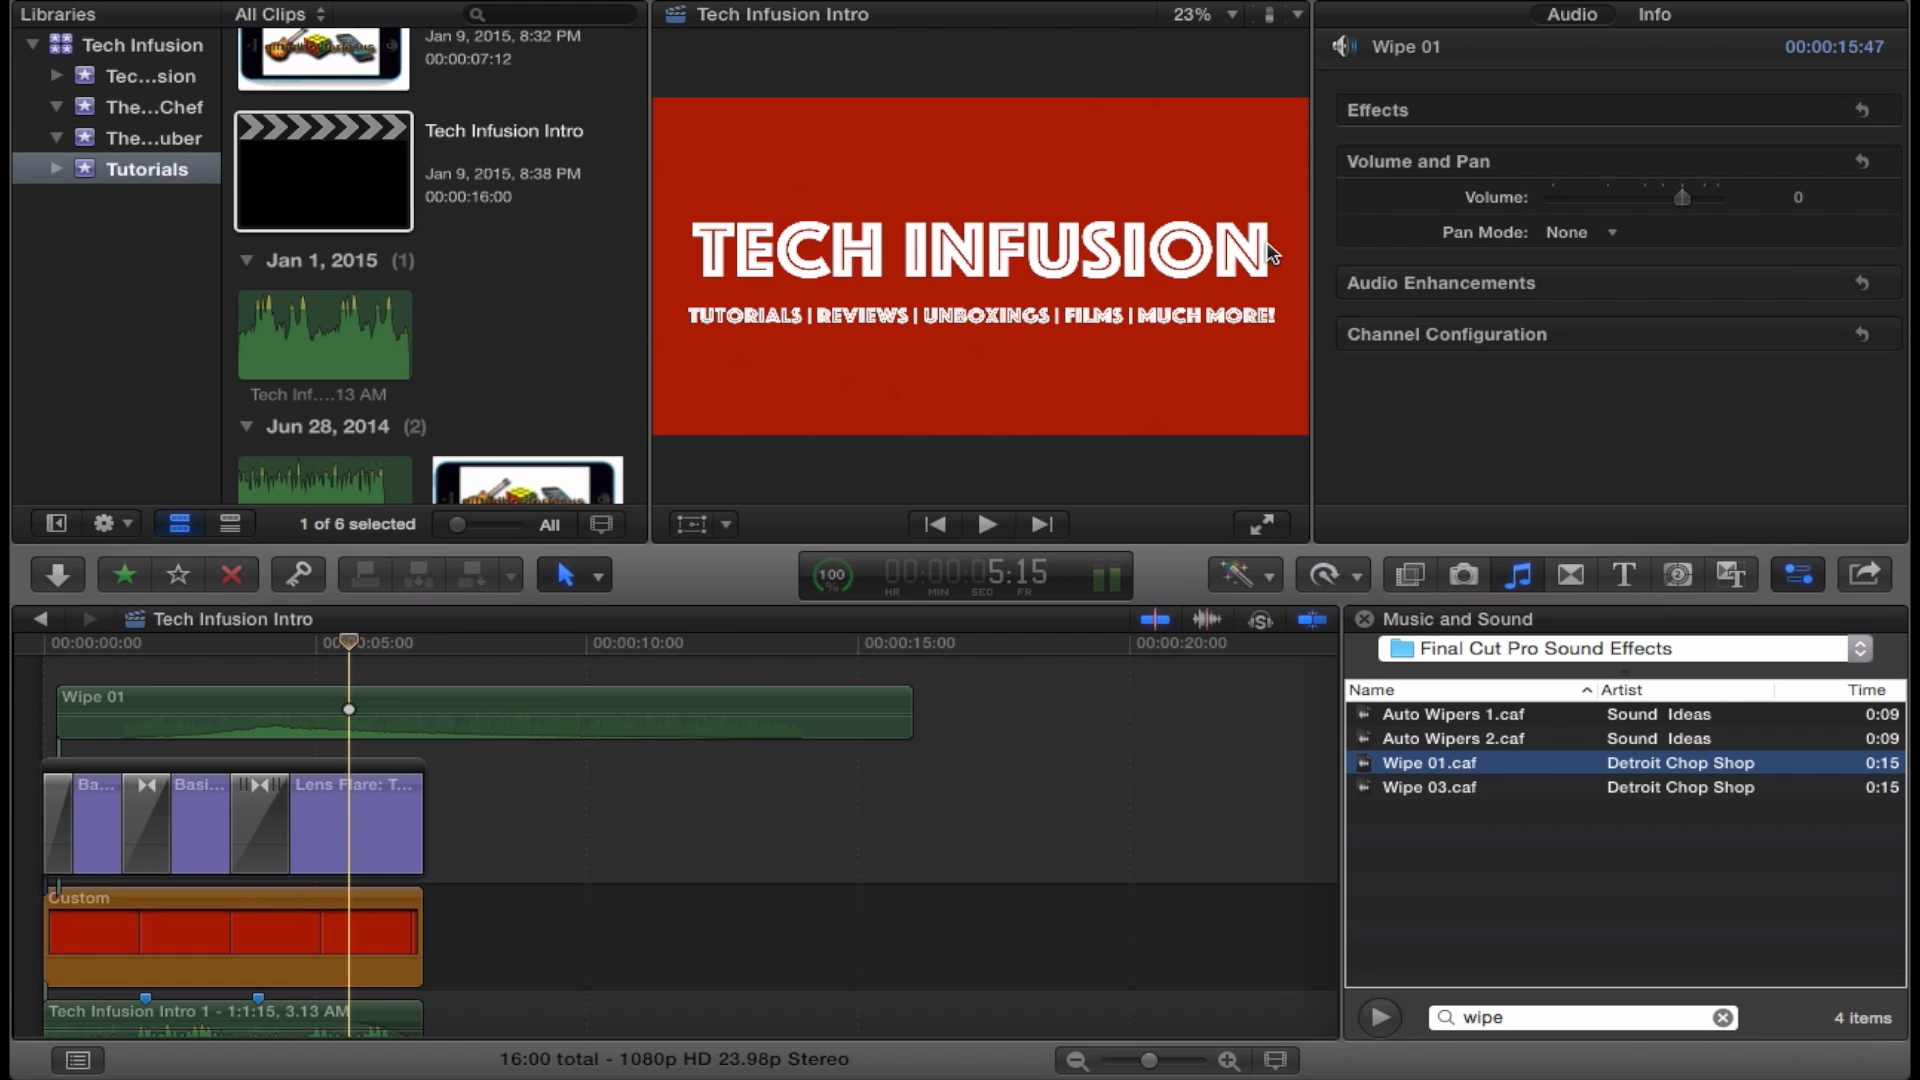 Libraries
All Clips
Tech Infusion Intro
23%
Audio
Info
Tech Infusion
Tec...sion
The...Chef
The...uber
Tutorials
Jan 9, 2015, 8:32 PM
00:00:07:12
Tech Infusion Intro
Jan 9, 2015, 8:38 PM
00:00:16:00
Jan 1, 2015 (1)
Tech Inf....13 AM
Jun 28, 2014 (2)
1 of 6 selected
All
TECH INFUSION
TUTORIALS | REVIEWS | UNBOXINGS | FILMS | MUCH MORE!
Wipe 01
00:00:15:47
Effects
Volume and Pan
Volume:
0
Pan Mode: None
Audio Enhancements
Channel Configuration
100
%
00:00:05:15
HR MIN SEC FR
Tech Infusion Intro
00:00:00:00
00:00:05:00
00:00:10:00
00:00:15:00
00:00:20:00
Wipe 01
Ba...
Basi...
Lens Flare: T...
Custom
Tech Infusion Intro 1 - 1:1:15, 3.13 AM
Music and Sound
Final Cut Pro Sound Effects
Name Artist Time
Auto Wipers 1.caf Sound Ideas 0:09
Auto Wipers 2.caf Sound Ideas 0:09
Wipe 01.caf Detroit Chop Shop 0:15
Wipe 03.caf Detroit Chop Shop 0:15
wipe
4 items
16:00 total - 1080p HD 23.98p Stereo